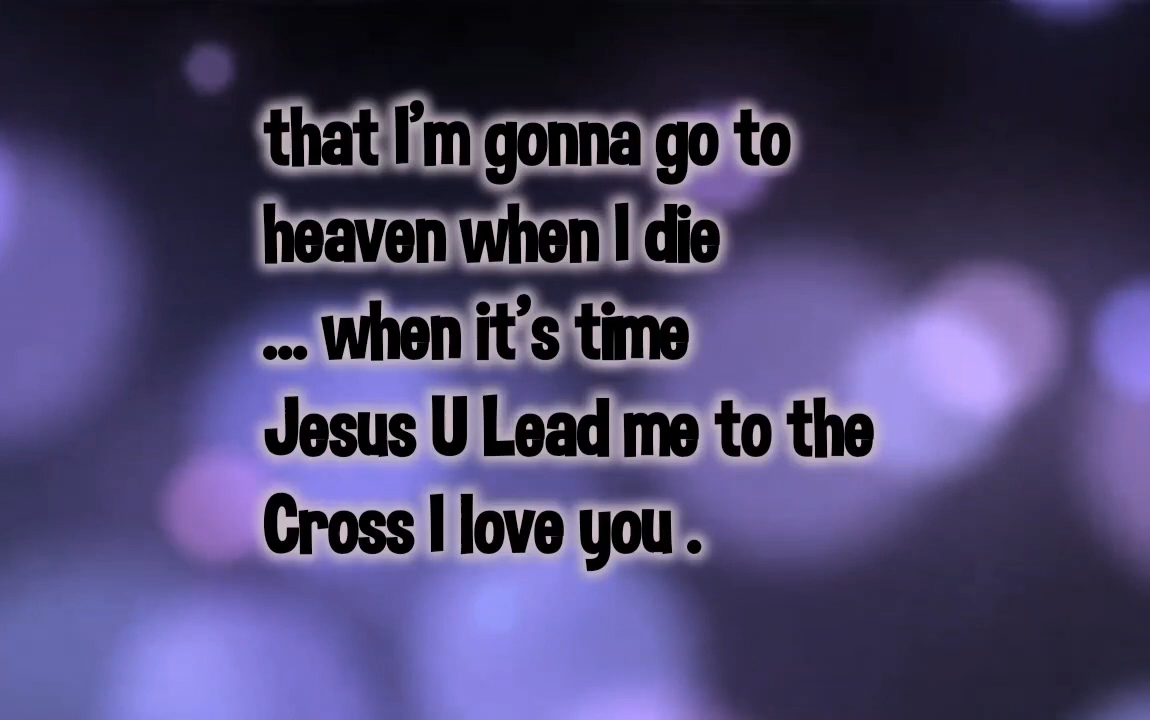 that I’m gonna go to
heaven when I die
... when it’s time
Jesus U Lead me to the
Cross I love you .